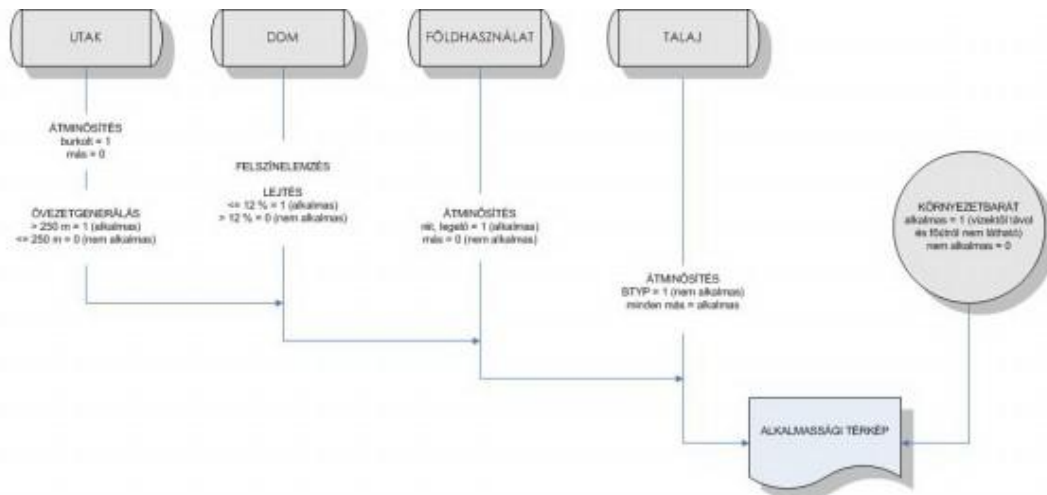 UTAK
DDM
FÖLDHASZNÁLAT
TALAJ
ÁTMINŐSÍTÉS
burkolt = 1
más = 0
ÖVEZETGENERÁLÁS
> 250 m = 1 (alkalmas)
<= 250 m = 0 (nem alkalmas)
FELSZÍNELEMZÉS
LEJTÉS
<= 12 % = 1 (alkalmas)
> 12 % = 0 (nem alkalmas)
ÁTMINŐSÍTÉS
rét, legelő = 1 (alkalmas)
más = 0 (nem alkalmas)
ÁTMINŐSÍTÉS
BTYP = 1 (nem alkalmas)
minden más = alkalmas
KÖRNYEZETBARÁT
alkalmas = 1 (vizektől távol
és főútról nem látható)
nem alkalmas = 0
ALKALMASSÁGI TÉRKÉP